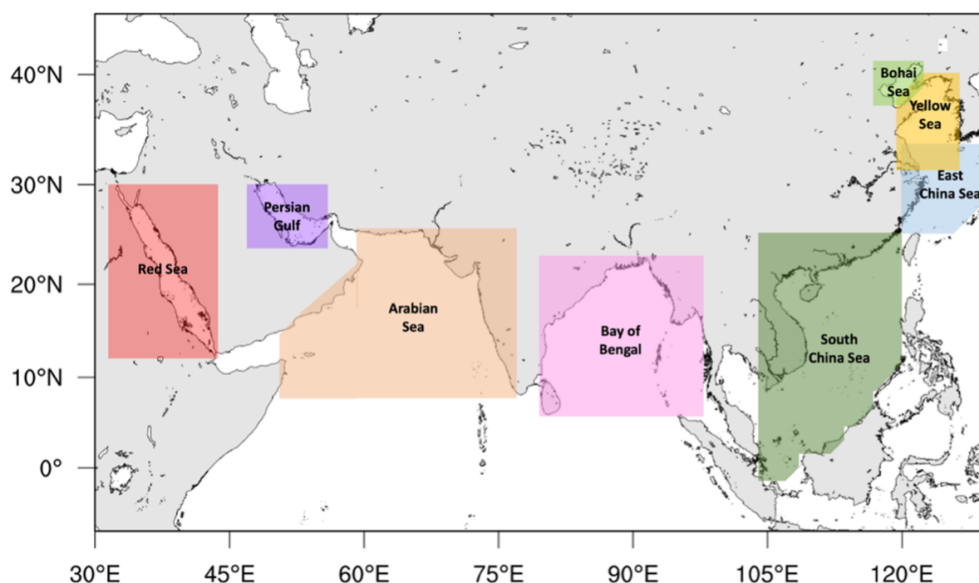 40°N
30°N
20°N
10°N
0°
30°E
45°E
60°E
75°E
90°E
105°E
120°E
Red Sea
Persian
Gulf
Arabian
Sea
Bay of
Bengal
South
China Sea
Bohai
Sea
Yellow
Sea
East
China Sea